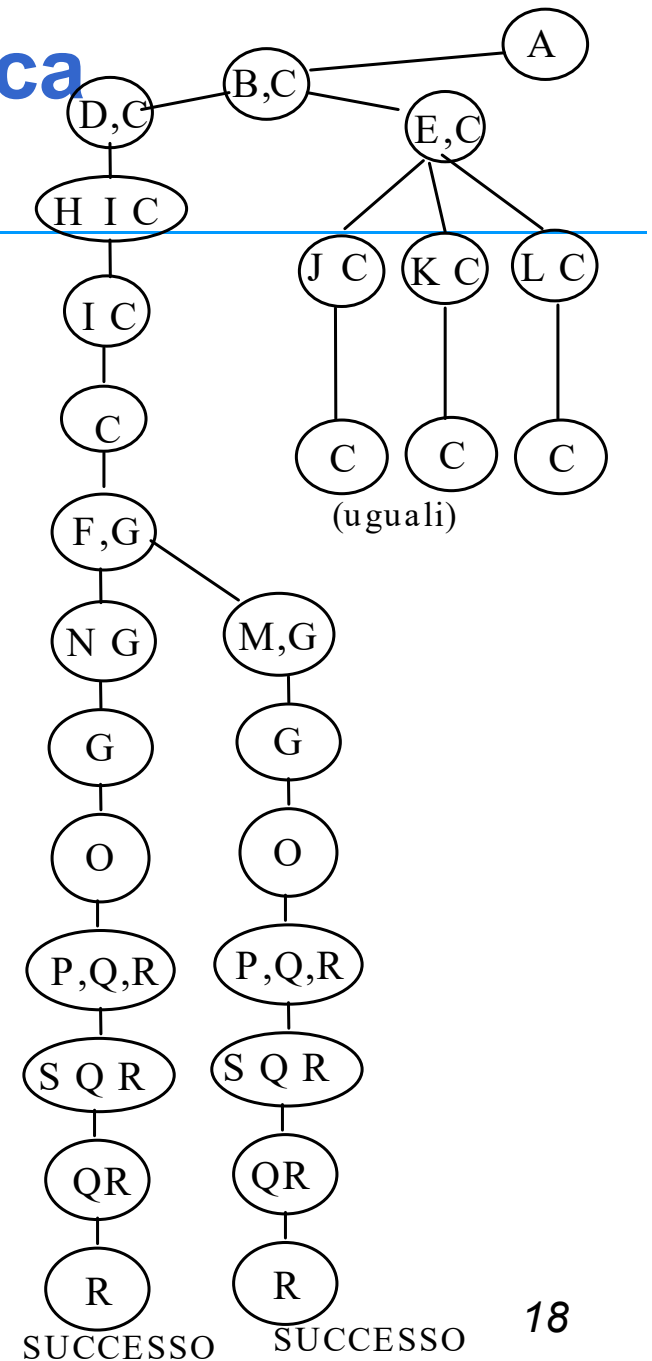 ca
A
B,C
D,C
E,C
H I C
J C
K C
L C
I C
C
C
C
C
(uguali)
F,G
N G
M,G
G
G
O
O
P,Q,R
P,Q,R
S Q R
S Q R
QR
QR
R
R
SUCCESSO
SUCCESSO
18